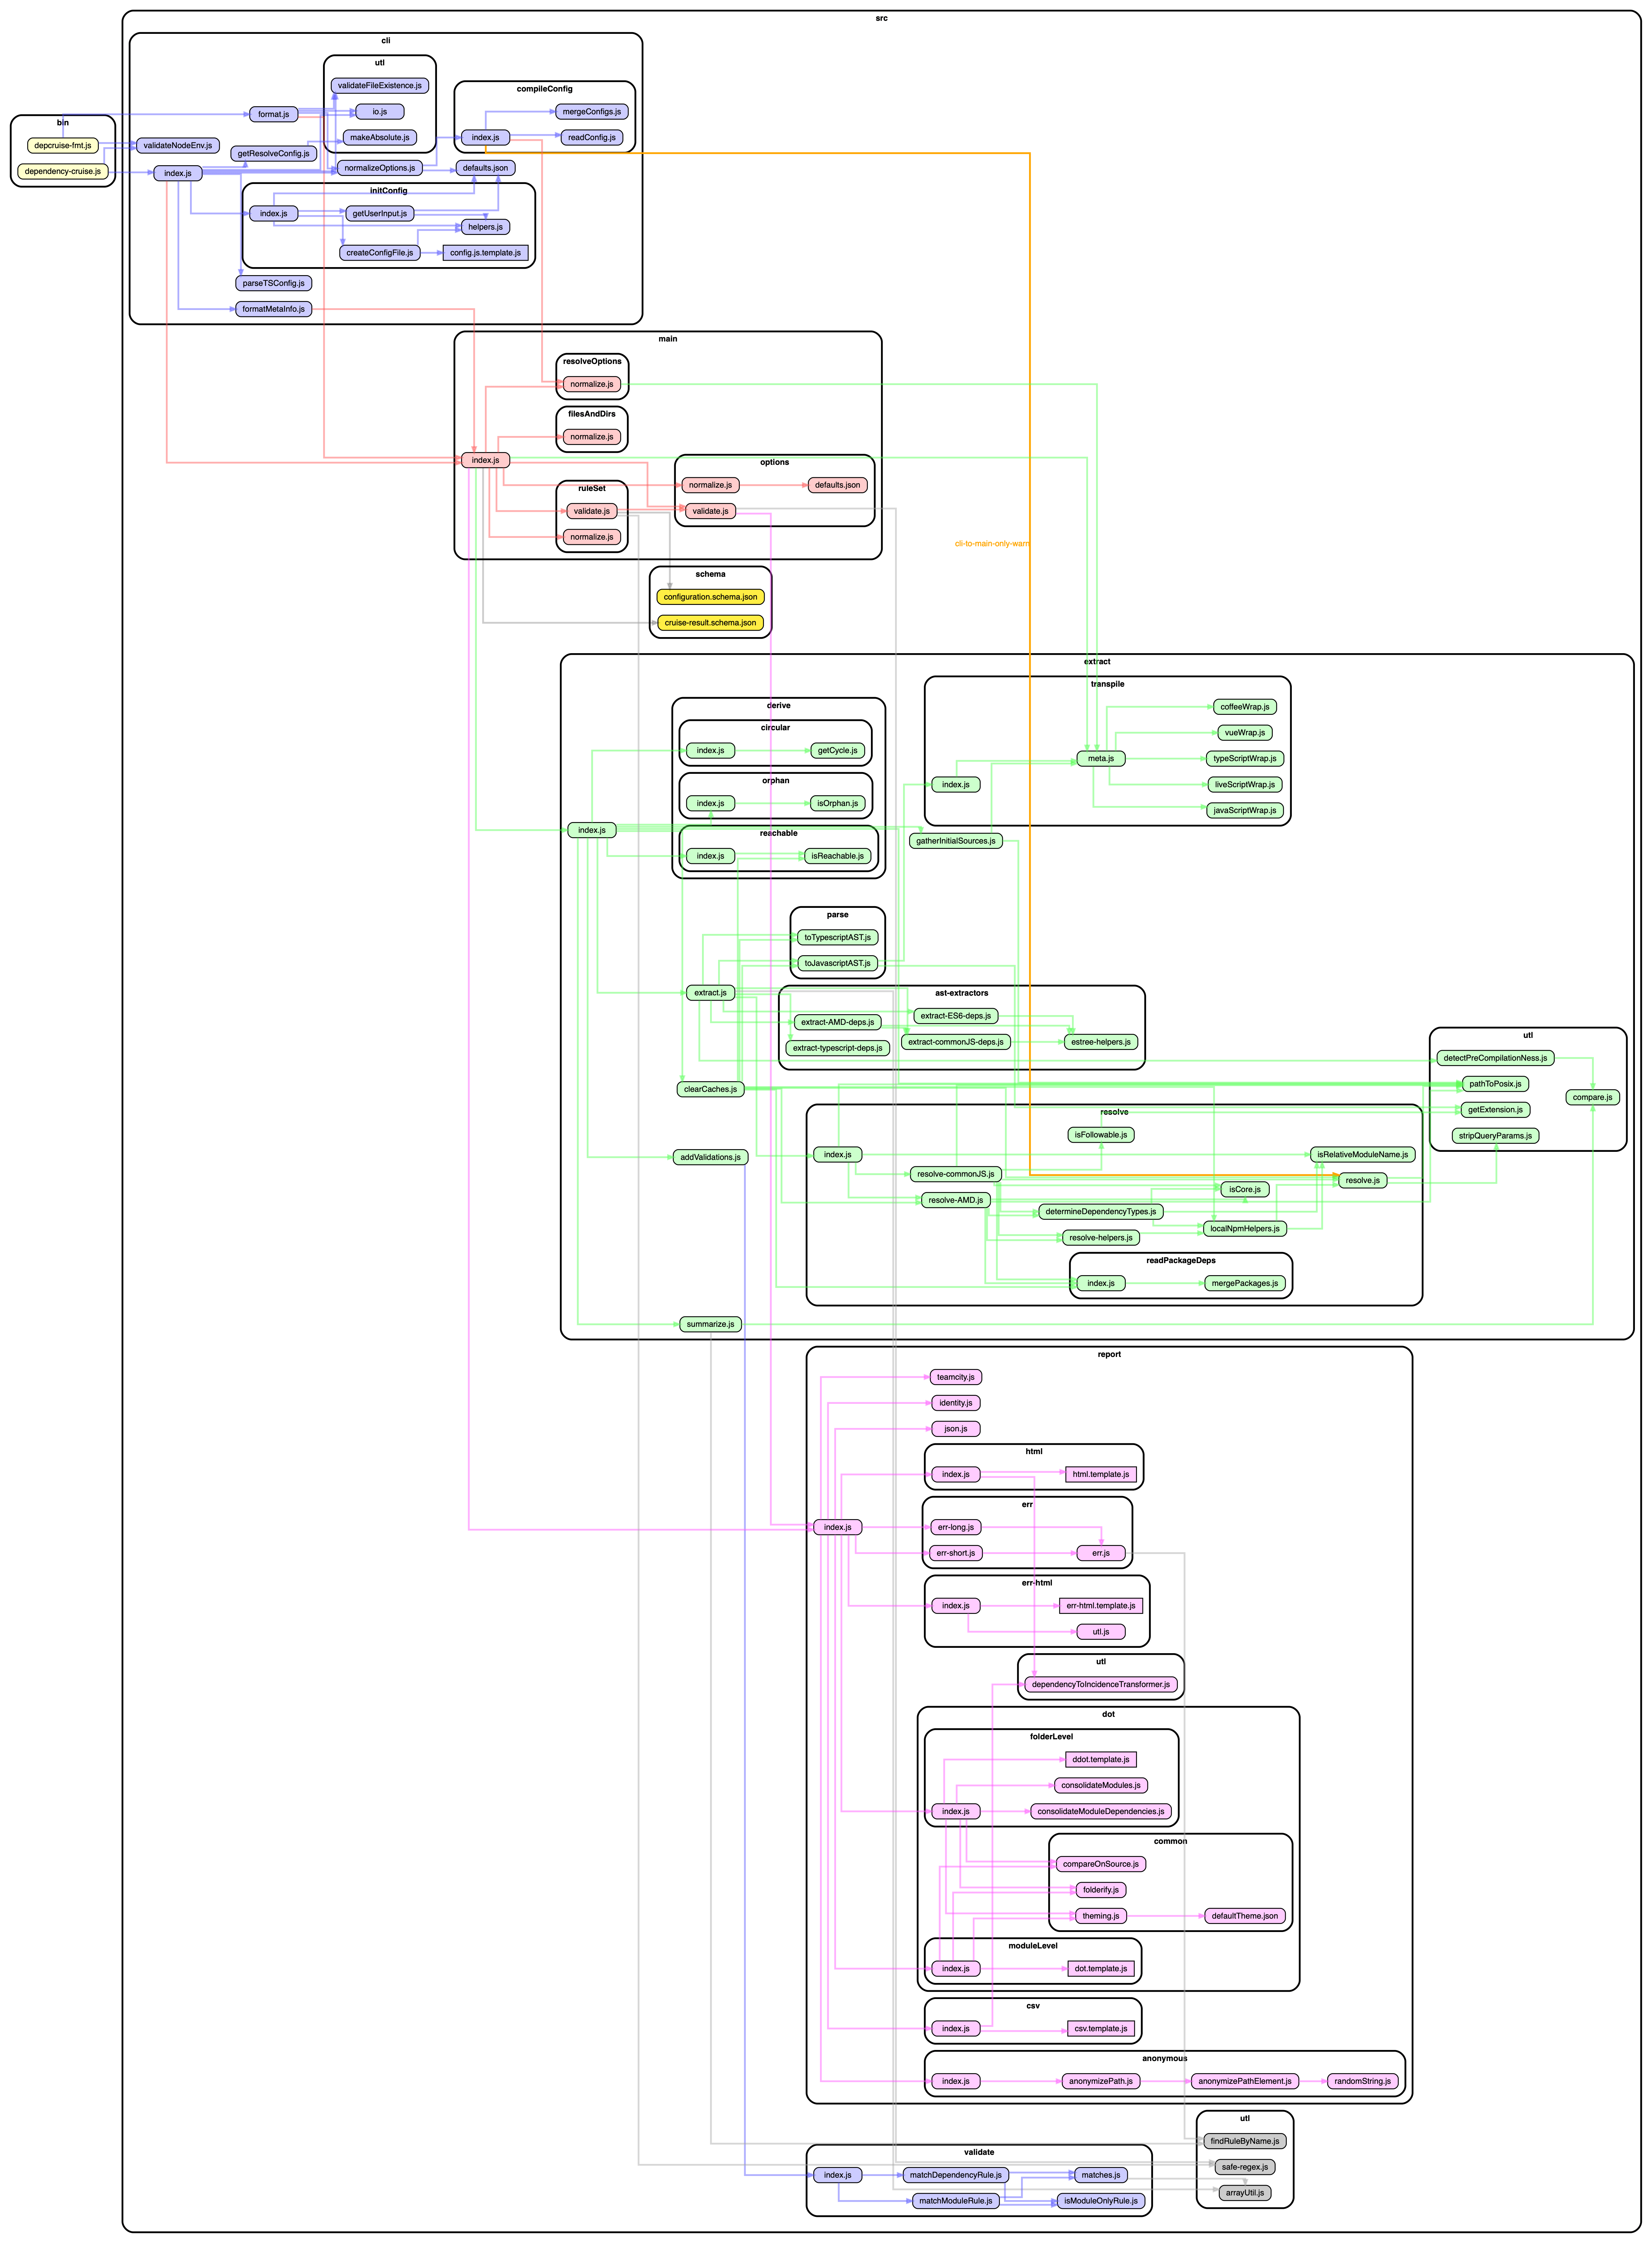 src
cli
utl
validateFileExistence.js
compileConfig
format.js
io.js
mergeConfigs.js
bin
makeAbsolute.js
index.js
readConfig.js
depcruise-fmt.js
validateNodeEnv.js
getResolveConfig.js
dependency-cruise.js
index.js
normalizeOptions.js
defaults.json
initConfig
index.js
getUserInput.js
helpers.js
createConfigFile.js
config.js.template.js
parseTSConfig.js
formatMetaInfo.js
main
resolveOptions
normalize.js
filesAndDirs
normalize.js
index.js
options
normalize.js
defaults.json
ruleSet
validate.js
validate.js
normalize.js
cli-to-main-only-warn
schema
configuration.schema.json
cruise-result.schema.json
extract
transpile
derive
coffeeWrap.js
circular
vueWrap.js
index.js
getCycle.js
meta.js
typeScriptWrap.js
orphan
index.js
liveScriptWrap.js
index.js
isOrphan.js
javaScriptWrap.js
index.js
reachable
gatherInitialSources.js
index.js
isReachable.js
parse
toTypescriptAST.js
toJavascriptAST.js
extract.js
ast-extractors
extract-ES6-deps.js
extract-AMD-deps.js
utl
extract-typescript-deps.js
extract-commonJS-deps.js
estree-helpers.js
detectPreCompilationNess.js
clearCaches.js
pathToPosix.js
compare.js
resolve
getExtension.js
isFollowable.js
stripQueryParams.js
addValidations.js
index.js
isRelativeModuleName.js
resolve-commonJS.js
resolve.js
isCore.js
resolve-AMD.js
determineDependencyTypes.js
localNpmHelpers.js
resolve-helpers.js
readPackageDeps
index.js
mergePackages.js
summarize.js
report
teamcity.js
identity.js
json.js
html
index.js
html.template.js
err
index.js
err-long.js
err-short.js
err.js
err-html
index.js
err-html.template.js
utl.js
utl
dependencyToIncidenceTransformer.js
dot
folderLevel
ddot.template.js
consolidateModules.js
index.js
consolidateModuleDependencies.js
common
compareOnSource.js
folderify.js
theming.js
defaultTheme.json
moduleLevel
index.js
dot.template.js
csv
index.js
csv.template.js
anonymous
index.js
anonymizePath.js
anonymizePathElement.js
randomString.js
utl
findRuleByName.js
validate
safe-regex.js
index.js
matchDependencyRule.js
matches.js
arrayUtil.js
matchModuleRule.js
isModuleOnlyRule.js